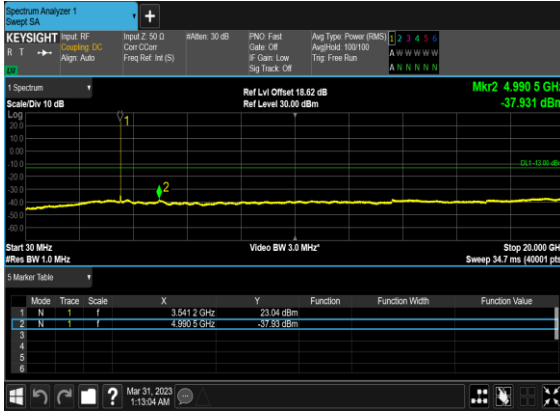 Spectrum Analyzer 1
Swept SA
+
KEYSIGHT
R T
Input: RF
Coupling: DC
Align: Auto
Input Z: 50 Ω
Corr CCorr
Freq Ref: Int (S)
#Atten: 30 dB
PNO: Fast
Gate: Off
IF Gain: Low
Sig Track: Off
Avg Type: Power (RMS)
Avg|Hold: 100/100
Trig: Free Run
1 2 3 4 5 6
A W W W W W
A N N N N N
1 Spectrum
Scale/Div 10 dB
Ref Lvl Offset 18.62 dB
Ref Level 30.00 dBm
Mkr2 4.990 5 GHz
-37.931 dBm
Log
20.0
10.0
0.00
-10.0
-20.0
-30.0
-40.0
-50.0
-60.0
1
2
DL1 -13.00 dBm
Start 30 MHz
#Res BW 1.0 MHz
Video BW 3.0 MHz*
Stop 20.000 GH
Sweep 34.7 ms (40001 pts
5 Marker Table
Mode Trace Scale X Y Function Function Width Function Value
1 N 1 f 3.541 2 GHz 23.04 dBm
2 N 1 f 4.990 5 GHz -37.93 dBm
3
4
5
6
?
Mar 31, 2023
1:13:04 AM